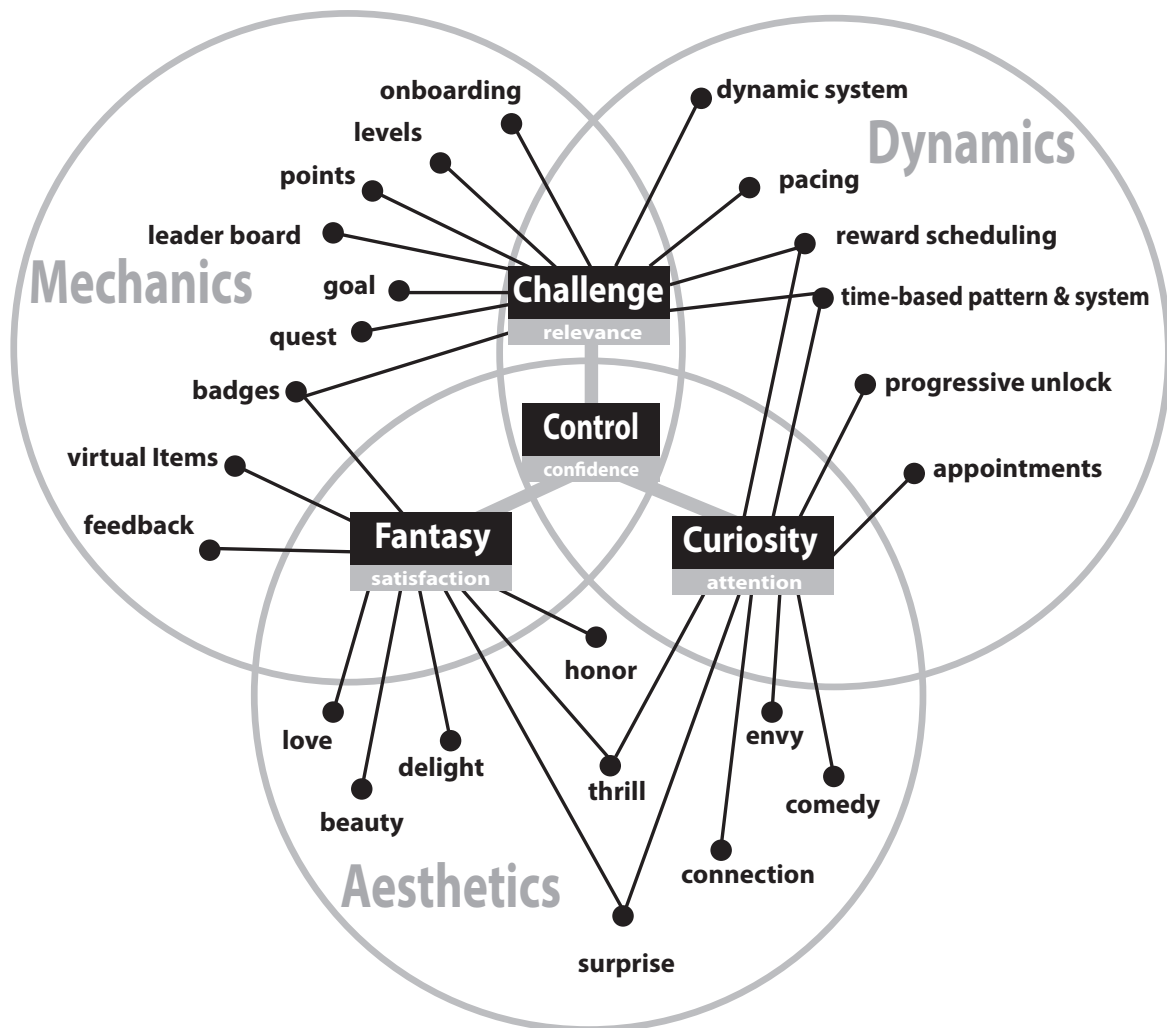 onboarding
dynamic system
levels
Dynamics
points
pacing
leader board
reward scheduling
Mechanics
goal
Challenge
time-based pattern & system
quest
relevance
badges
progressive unlock
Control
virtual Items
confidence
appointments
feedback
Fantasy
Curiosity
satisfaction
attention
honor
love
envy
delight
thrill
comedy
beauty
connection
Aesthetics
surprise